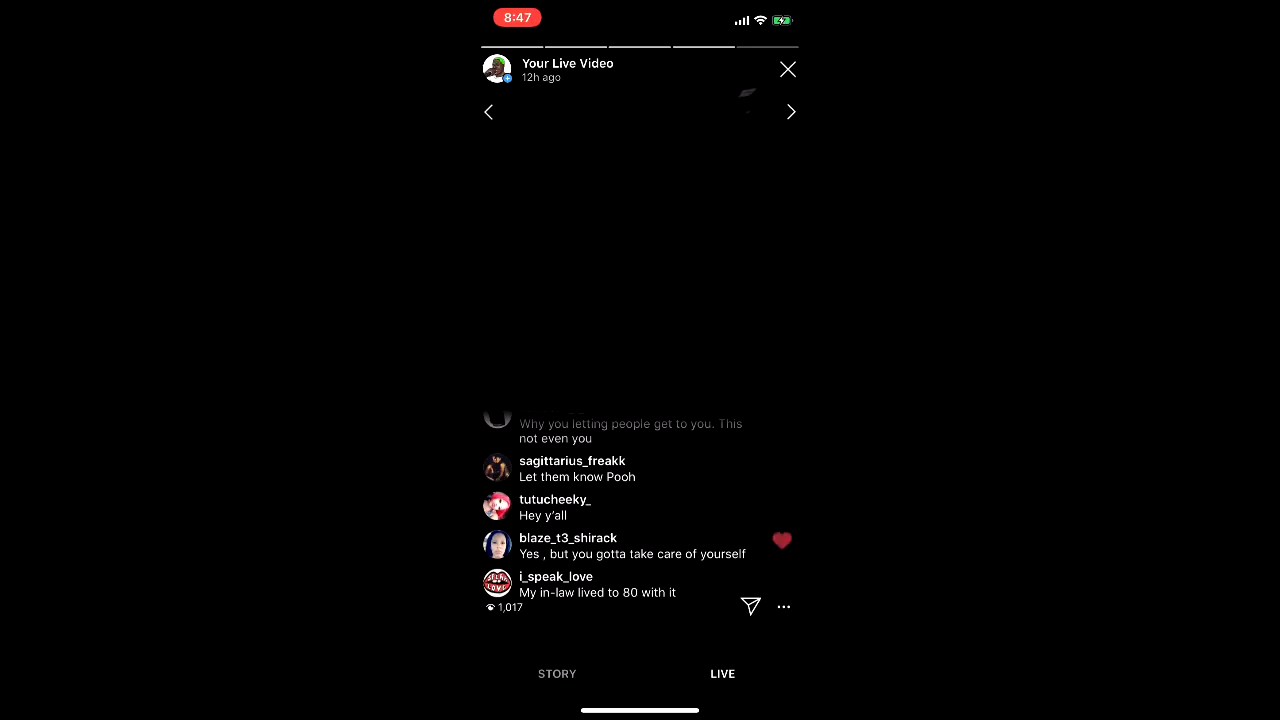 8:47
Your Live Video
12h ago
Why you letting people get to you. This
not even you
sagittarius_freakk
Let them know Pooh
tutucheeky_
Hey y’all
blaze_t3_shirack
Yes , but you gotta take care of yourself
i_speak_love
My in-law lived to 80 with it
1,017
STORY
LIVE